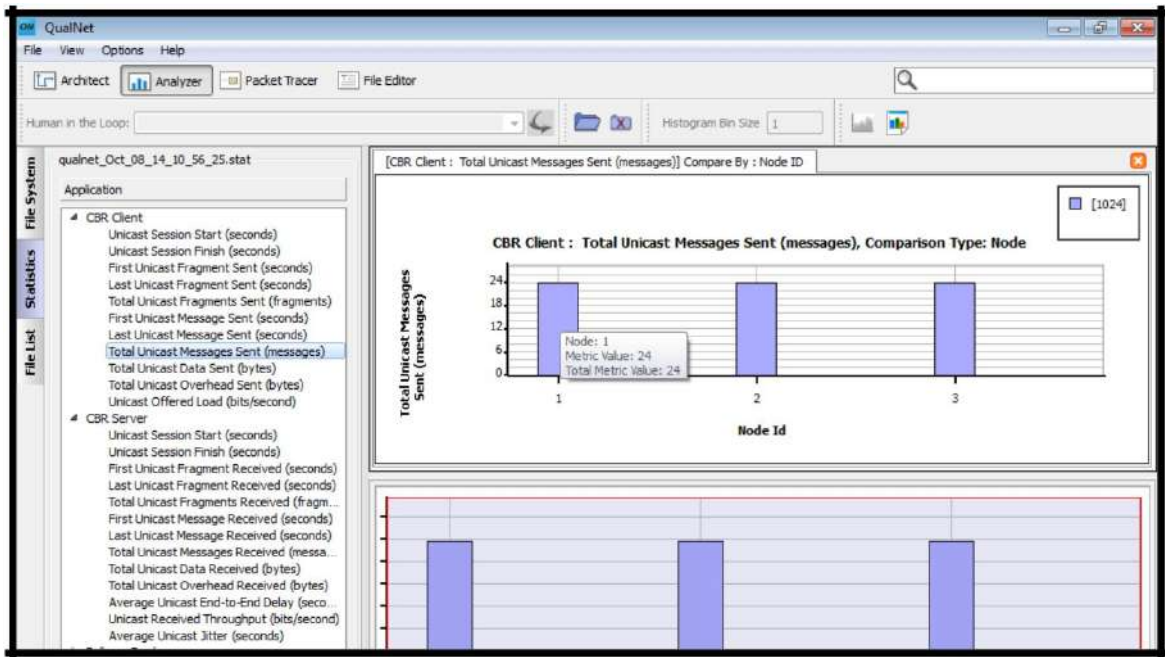 QualNet
File View Options Help
Architect Analyzer Packet Tracer File Editor
Human in the Loop: Histogram Bin Size 1
File System
Statistics
File List
qualnet_Oct_08_14_10_56_25.stat
Application
CBR Client
Unicast Session Start (seconds)
Unicast Session Finish (seconds)
First Unicast Fragment Sent (seconds)
Last Unicast Fragment Sent (seconds)
Total Unicast Fragments Sent (fragments)
First Unicast Message Sent (seconds)
Last Unicast Message Sent (seconds)
Total Unicast Messages Sent (messages)
Total Unicast Data Sent (bytes)
Total Unicast Overhead Sent (bytes)
Unicast Offered Load (bits/second)
CBR Server
Unicast Session Start (seconds)
Unicast Session Finish (seconds)
First Unicast Fragment Received (seconds)
Last Unicast Fragment Received (seconds)
Total Unicast Fragments Received (fragm...
First Unicast Message Received (seconds)
Last Unicast Message Received (seconds)
Total Unicast Messages Received (messa...
Total Unicast Data Received (bytes)
Total Unicast Overhead Received (bytes)
Average Unicast End-to-End Delay (seco...
Unicast Received Throughput (bits/second)
Average Unicast Jitter (seconds)
[CBR Client : Total Unicast Messages Sent (messages)] Compare By : Node ID
[1024]
CBR Client : Total Unicast Messages Sent (messages), Comparison Type: Node
Total Unicast Messages
Sent (messages)
24
18
12
6
0
Node: 1
Metric Value: 24
Total Metric Value: 24
1 2 3
Node Id